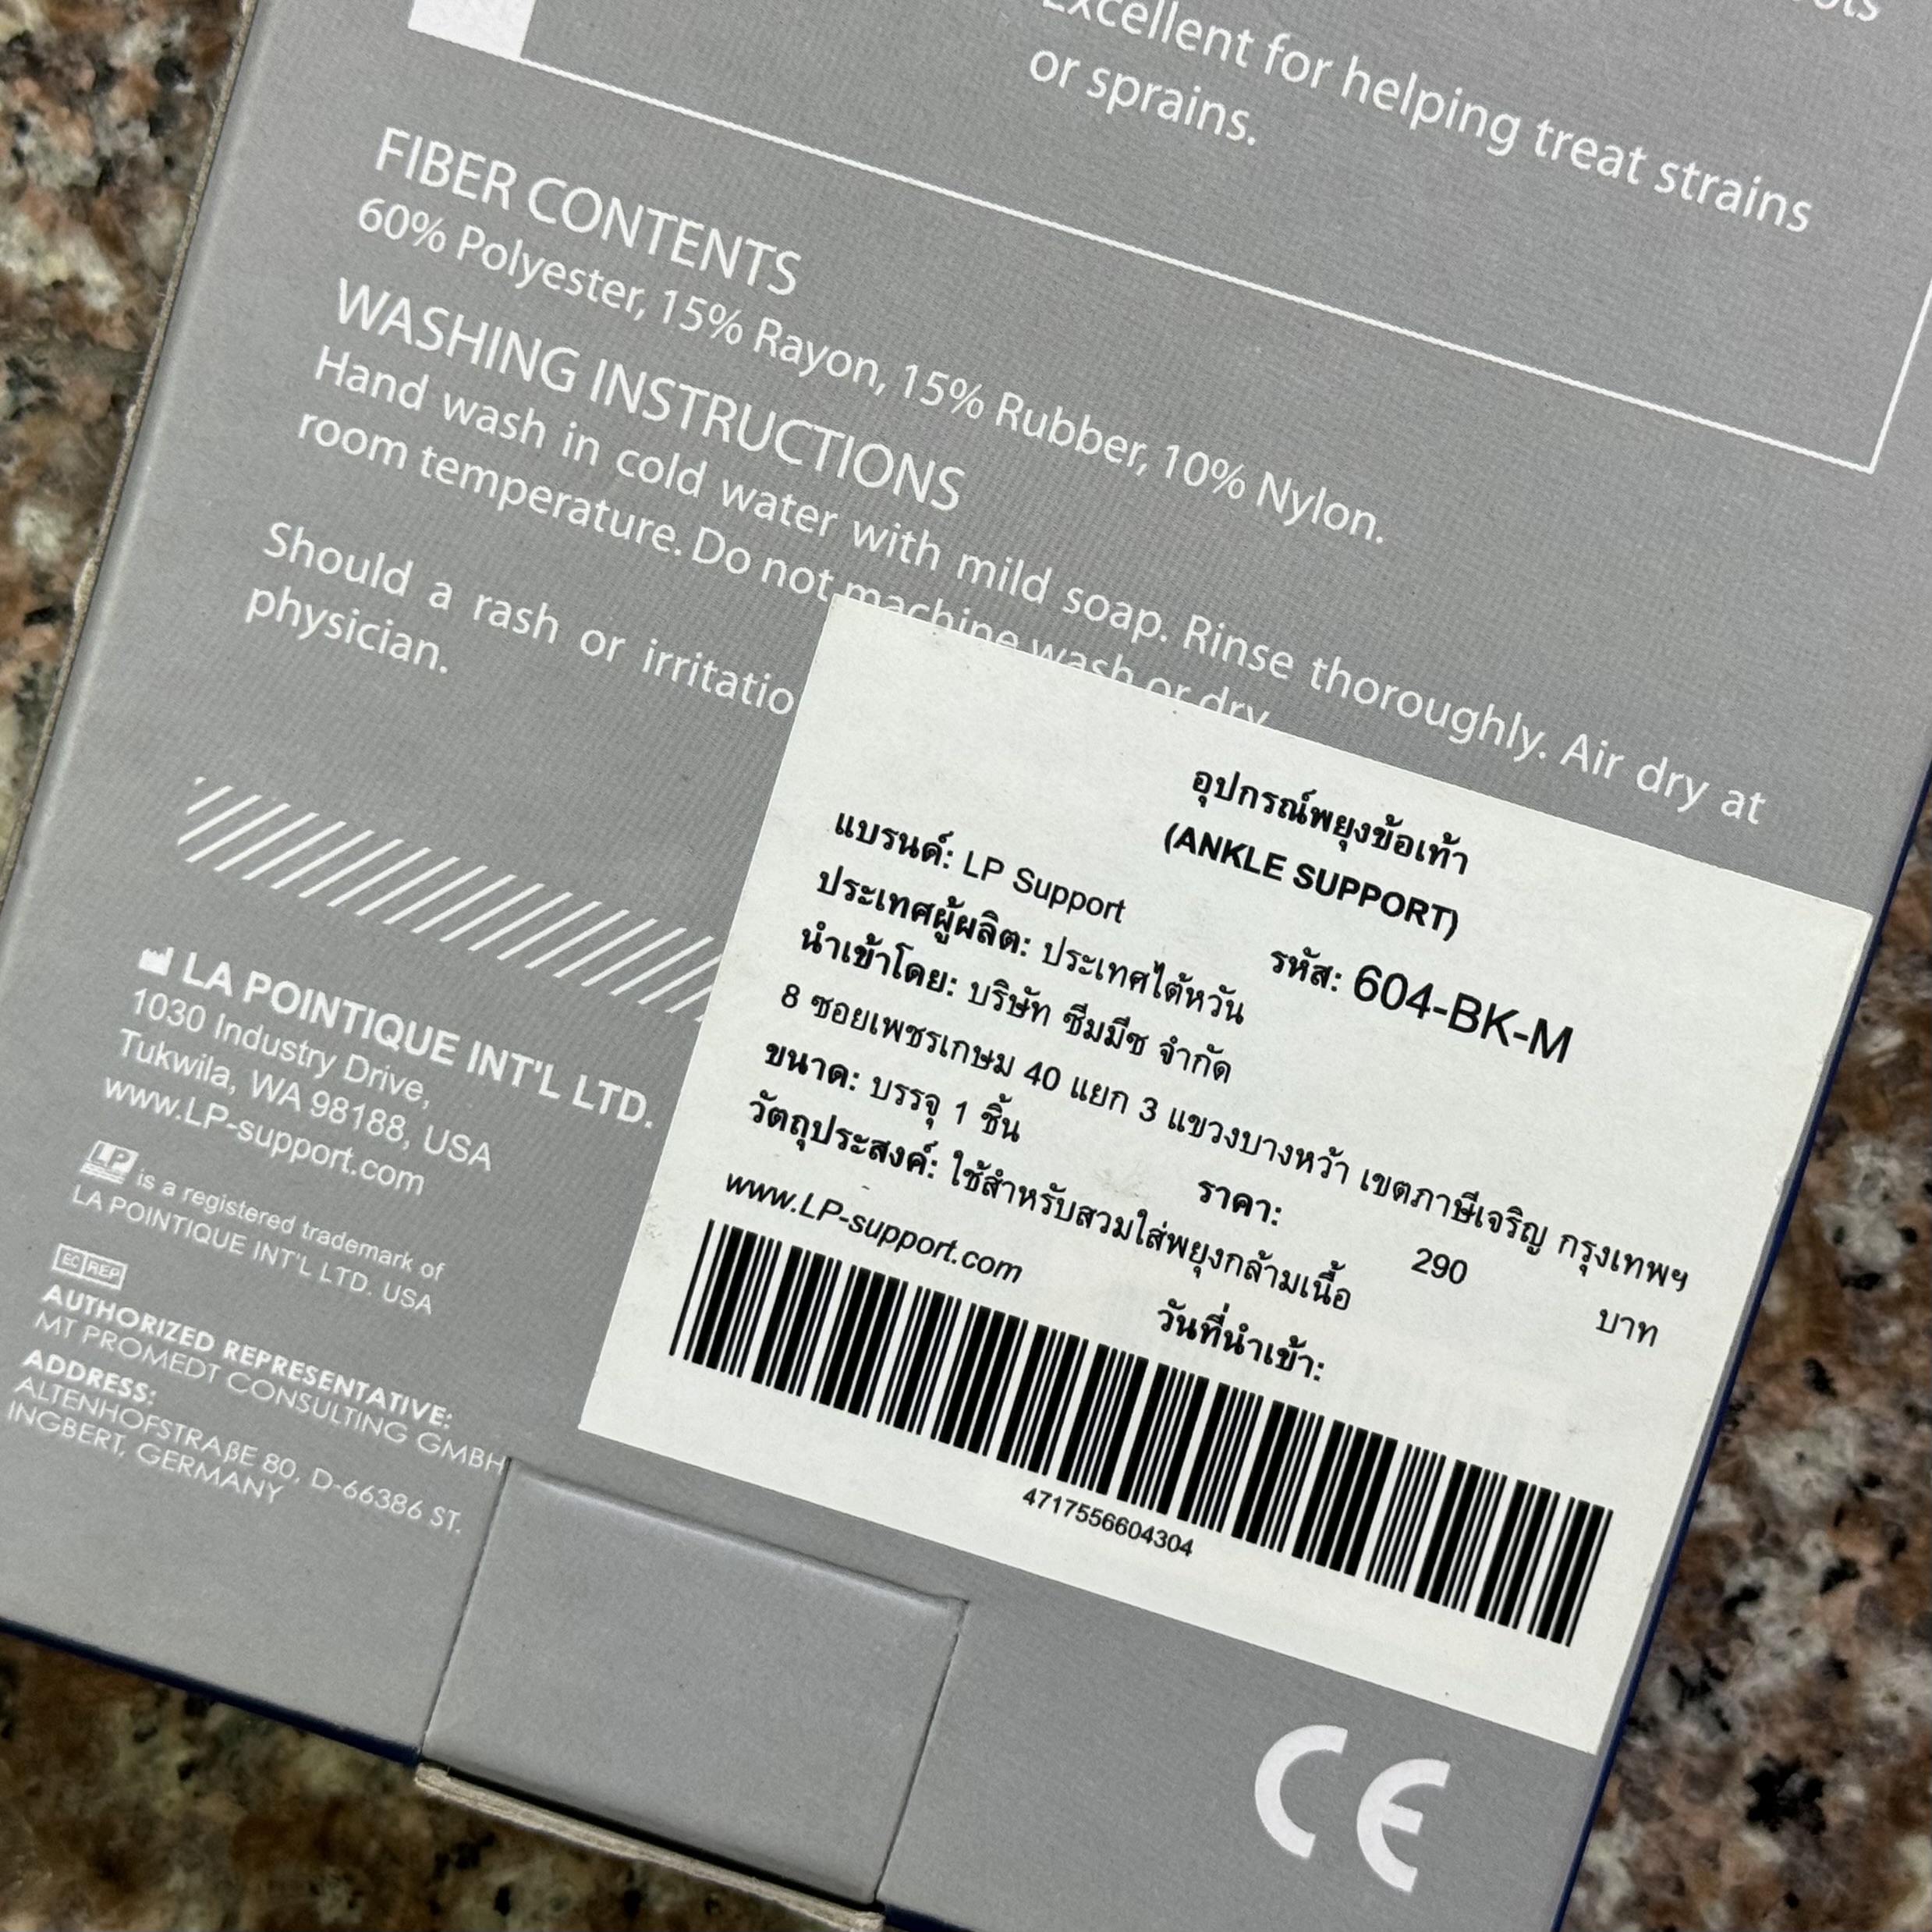 Excellent for helping treat strains
or sprains.
FIBER CONTENTS
60% Polyester, 15% Rayon, 15% Rubber, 10% Nylon.
WASHING INSTRUCTIONS
Hand wash in cold water with mild soap. Rinse thoroughly. Air dry at
room temperature. Do not machine wash or dry
Should a rash or
physician.
LA POINTIQUE INT'L LTD.
1030 Industry Drive,
Tukwila, WA 98188, USA
www.LP-support.com
LP is a registered trademark of
LA POINTIQUE INT'L LTD. USA
EC REP
AUTHORIZED REPRESENTATIVE:
MT PROMEDT CONSULTING GMBH
ADDRESS:
ALTENHOFSTRAßE 80, D-66386 ST.
INGBERT, GERMANY
อุปกรณ์พยุงข้อเท้า
(ANKLE SUPPORT)
แบรนด์: LP Support รหัส: 604-BK-M
ประเทศผู้ผลิต: ประเทศไต้หวัน
นำเข้าโดย: บริษัท ซีมมีซ จำกัด
8 ซอยเพชรเกษม 40 แยก 3 แขวงบางหว้า เขตภาษีเจริญ กรุงเทพฯ
ขนาด: บรรจุ 1 ชิ้น ราคา: 290 บาท
วัตถุประสงค์: ใช้สำหรับสวมใส่พยุงกล้ามเนื้อ
www.LP-support.com วันที่นำเข้า:
4717556604304
CE